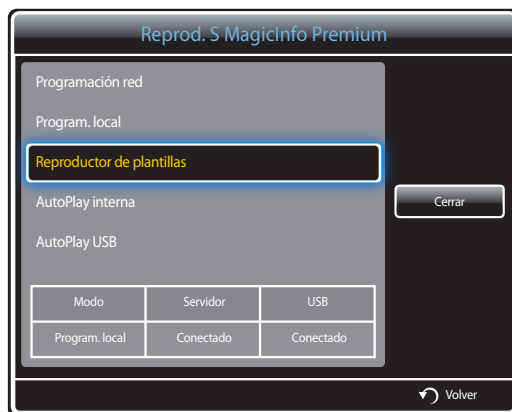 Reprod. S MagicInfo Premium
Programación red
Program. local
Reproductor de plantillas
AutoPlay interna
Cerrar
AutoPlay USB
Modo Servidor USB
Program. local Conectado Conectado
Volver